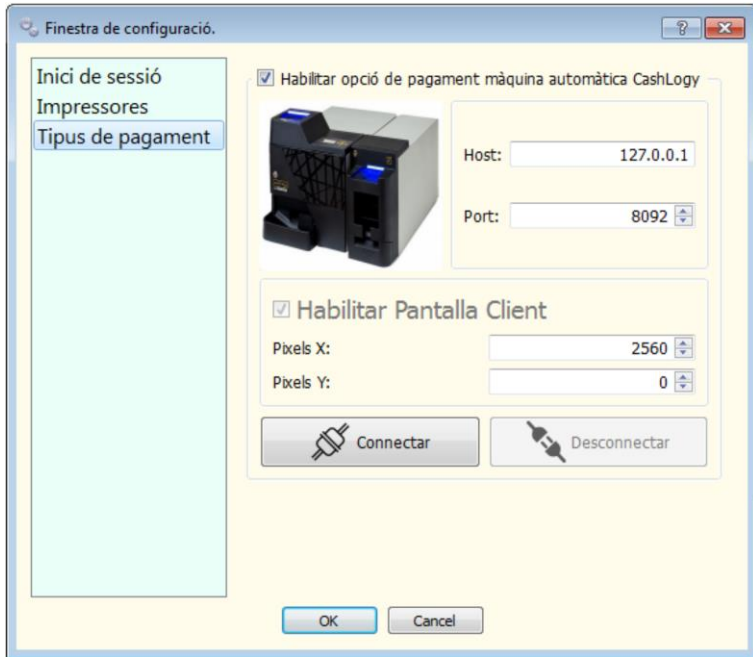 Finestra de configuració.
Inici de sessió
Impressores
Tipus de pagament
Habilitar opció de pagament màquina automàtica CashLogy
Host: 127.0.0.1
Port: 8092
Habilitar Pantalla Client
Pixels X: 2560
Pixels Y: 0
Connectar
Desconnectar
OK
Cancel